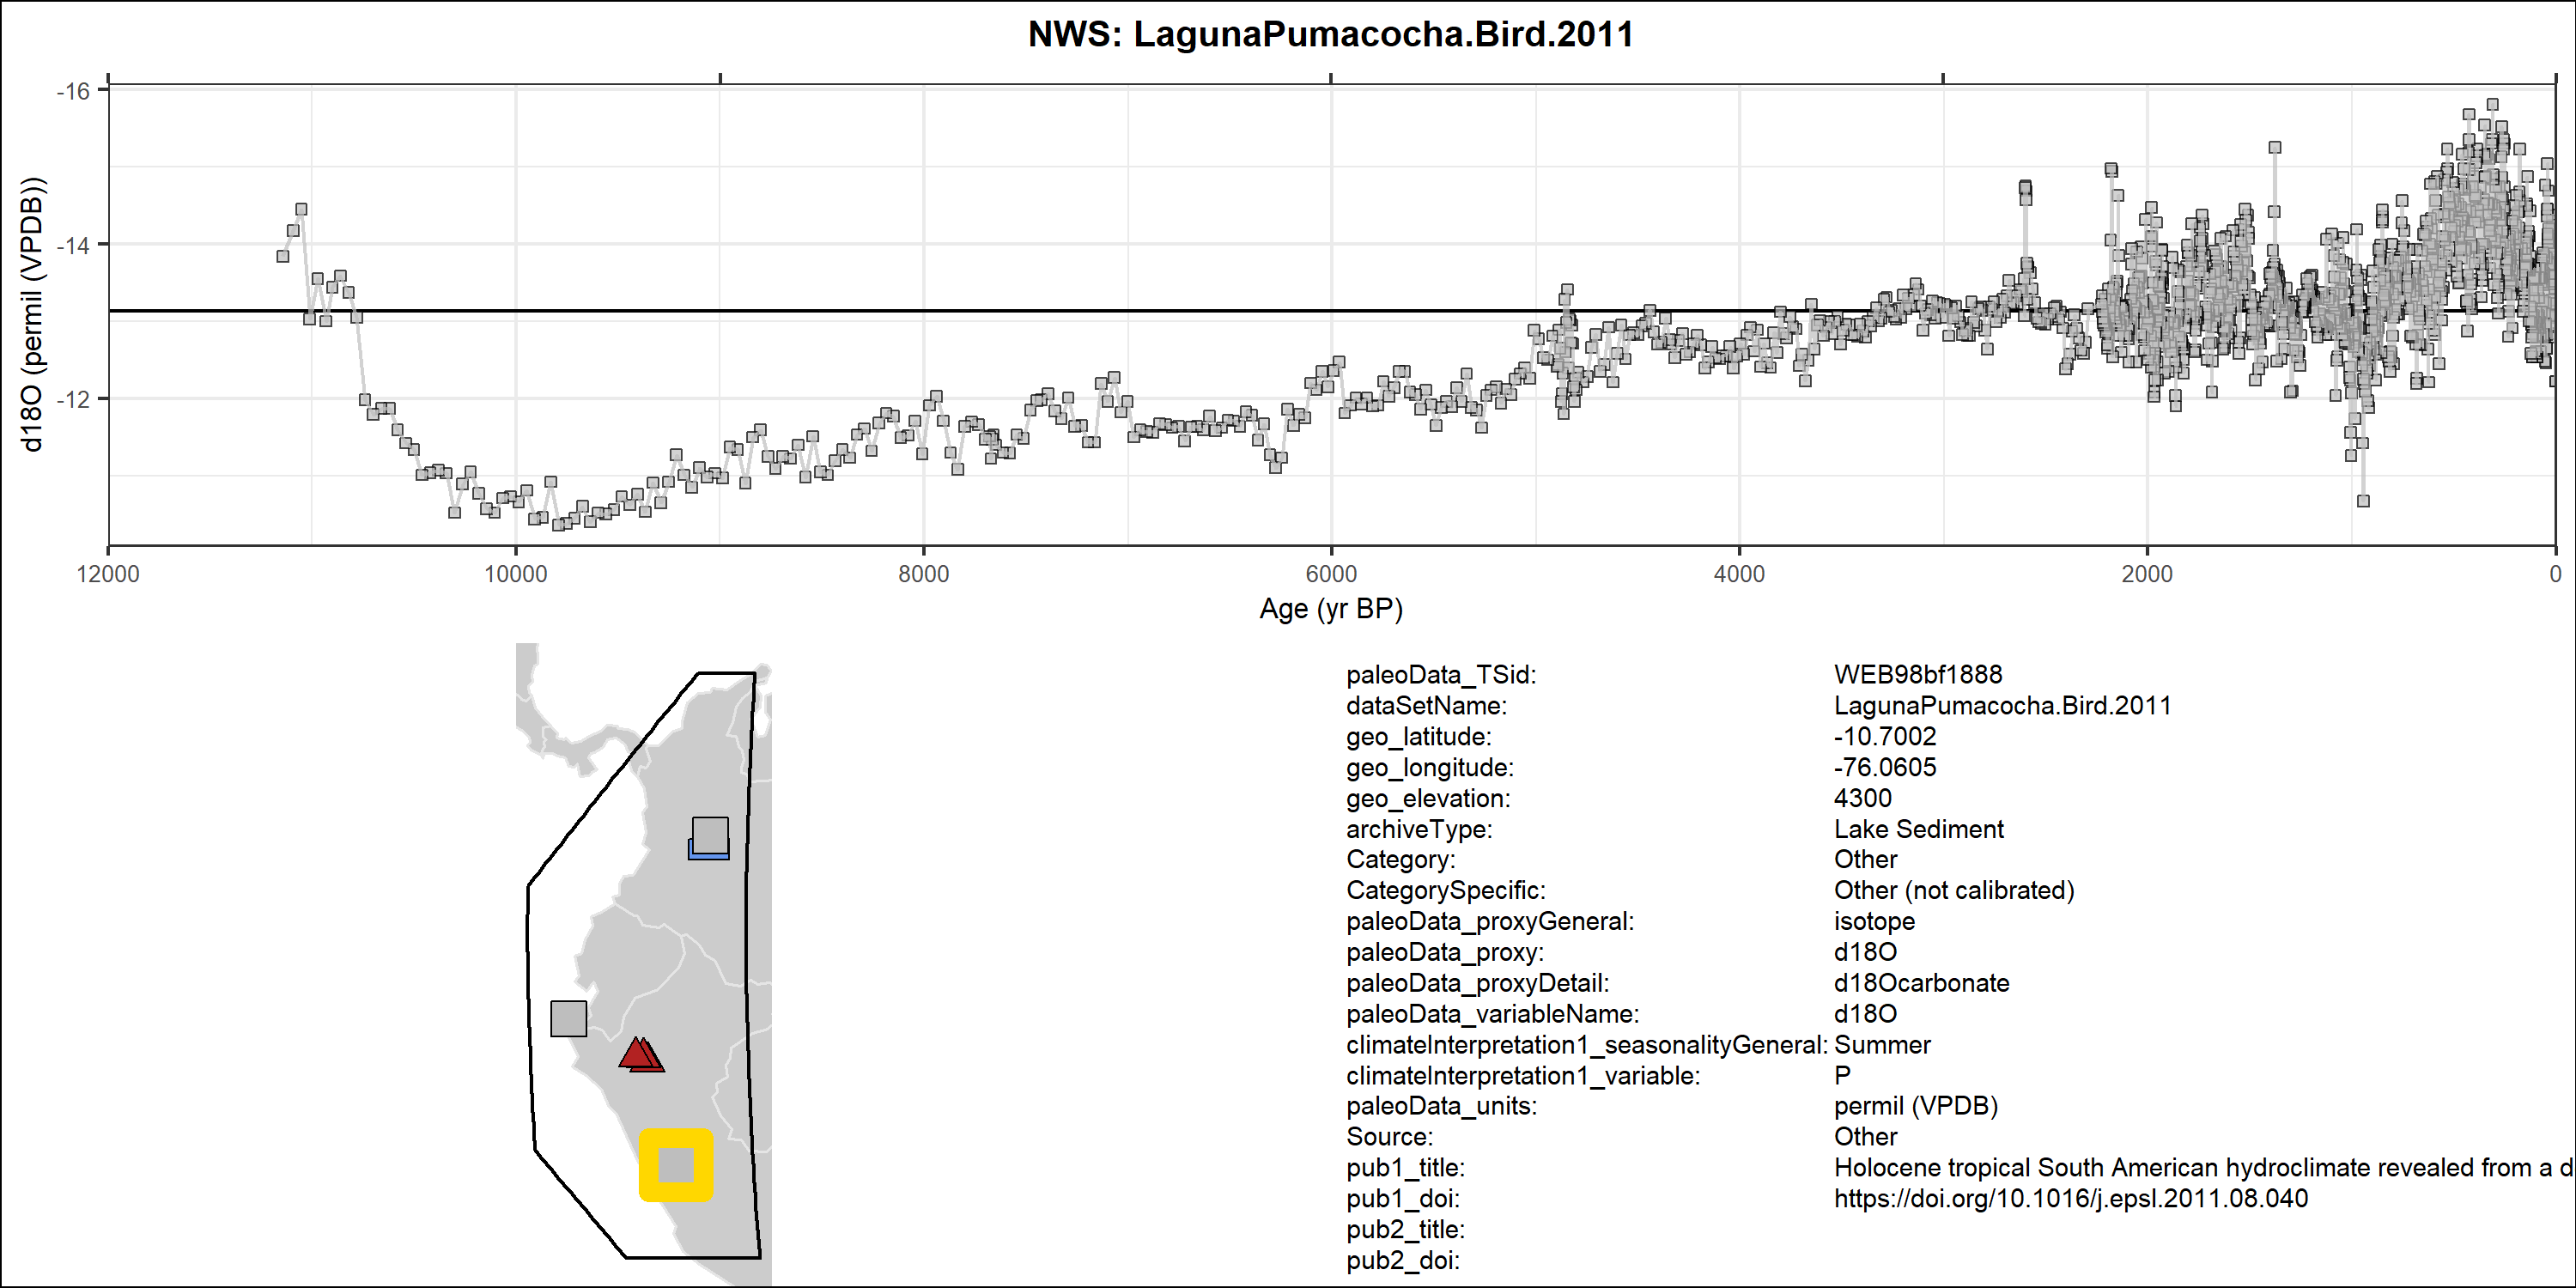 NWS: LagunaPumacocha.Bird.2011
-16
-14
-12
d18O (permil (VPDB))
12000 10000 8000 6000 4000 2000 0
Age (yr BP)
paleoData_TSid: WEB98bf1888
dataSetName: LagunaPumacocha.Bird.2011
geo_latitude: -10.7002
geo_longitude: -76.0605
geo_elevation: 4300
archiveType: Lake Sediment
Category: Other
CategorySpecific: Other (not calibrated)
paleoData_proxyGeneral: isotope
paleoData_proxy: d18O
paleoData_proxyDetail: d18Ocarbonate
paleoData_variableName: d18O
climateInterpretation1_seasonalityGeneral: Summer
climateInterpretation1_variable: P
paleoData_units: permil (VPDB)
Source: Other
pub1_title: Holocene tropical South American hydroclimate revealed from a d
pub1_doi: https://doi.org/10.1016/j.epsl.2011.08.040
pub2_title:
pub2_doi: